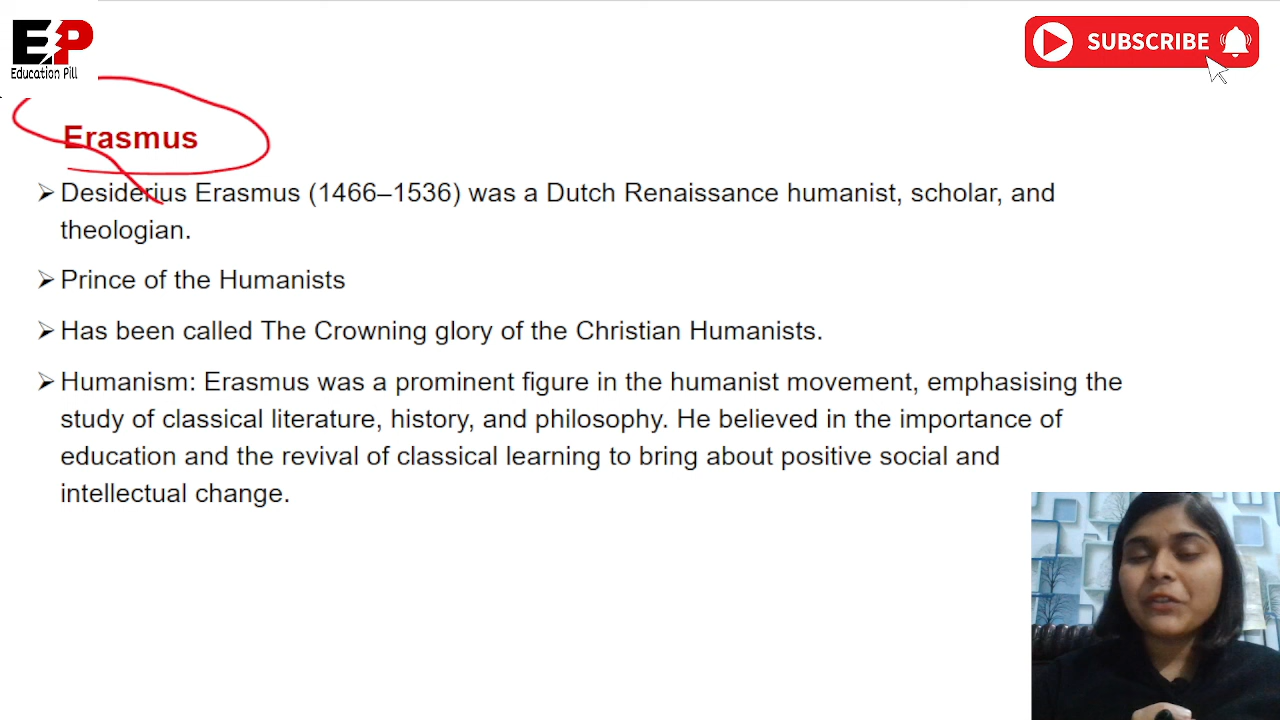 EP
Education Pill
SUBSCRIBE
Erasmus
➢ Desiderius Erasmus (1466–1536) was a Dutch Renaissance humanist, scholar, and
theologian.
➢ Prince of the Humanists
➢ Has been called The Crowning glory of the Christian Humanists.
➢ Humanism: Erasmus was a prominent figure in the humanist movement, emphasising the
study of classical literature, history, and philosophy. He believed in the importance of
education and the revival of classical learning to bring about positive social and
intellectual change.